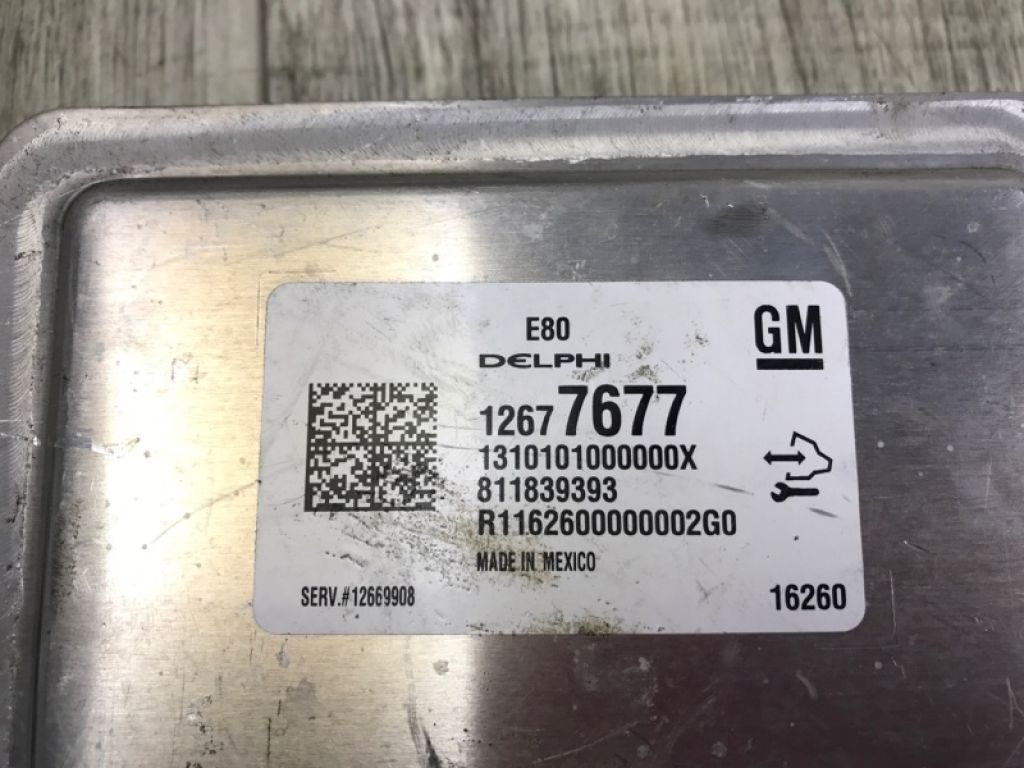 E80
GM
DELPHI
12677677
1310101000000X
811839393
R1162600000002G0
MADE IN MEXICO
SERV.#12669908
16260